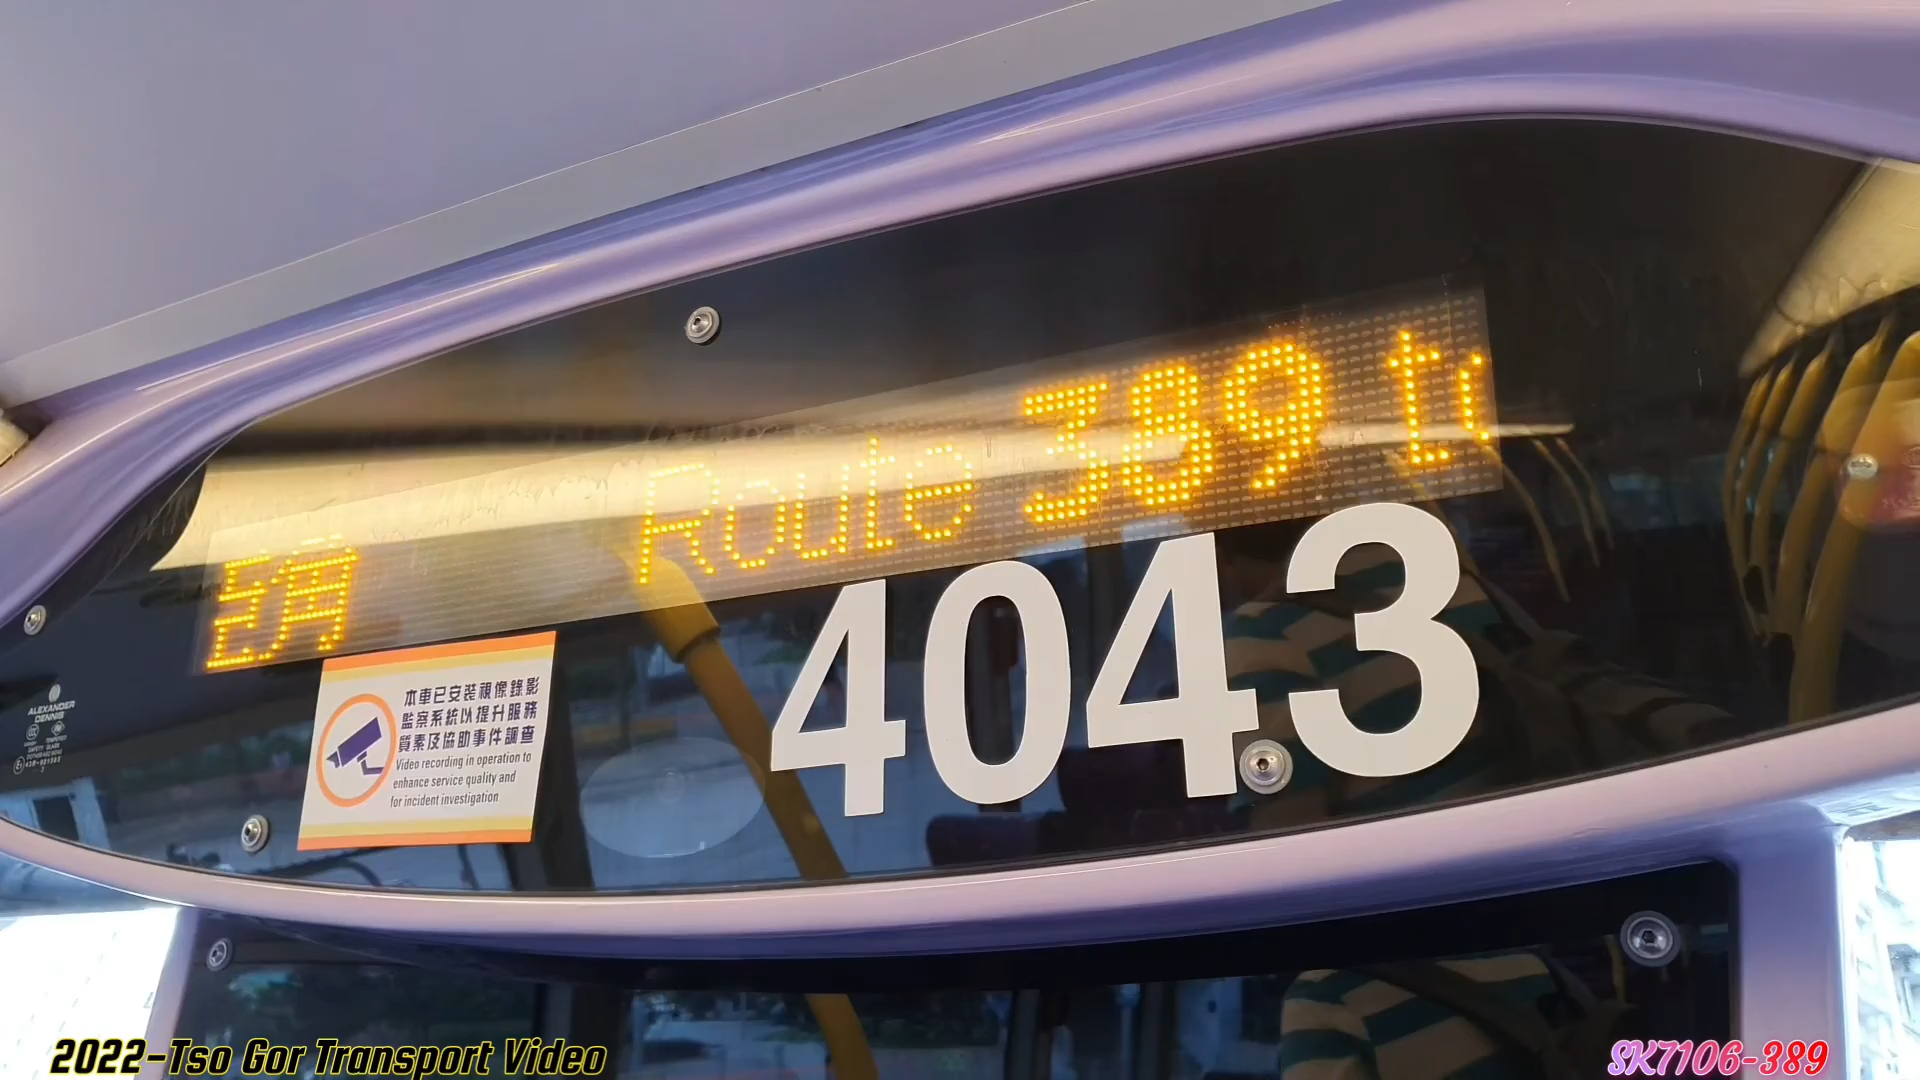 Route 389 t
4043
ALEXANDER
DENNIS
本車已安裝視像錄影
監察系統以提升服務
質素及協助事件調查
Video recording in operation to
enhance service quality and
for incident investigation
2022-Tso Gor Transport Video
SK7106-389